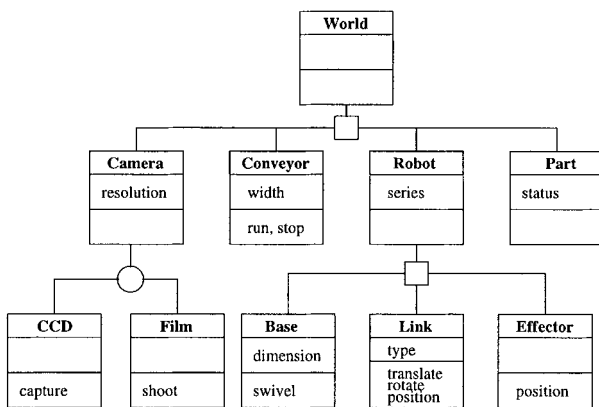 World
Camera
Conveyor
Robot
Part
resolution
width
series
status
run, stop
CCD
Film
Base
Link
Effector
dimension
type
capture
shoot
swivel
translate
rotate
position
position